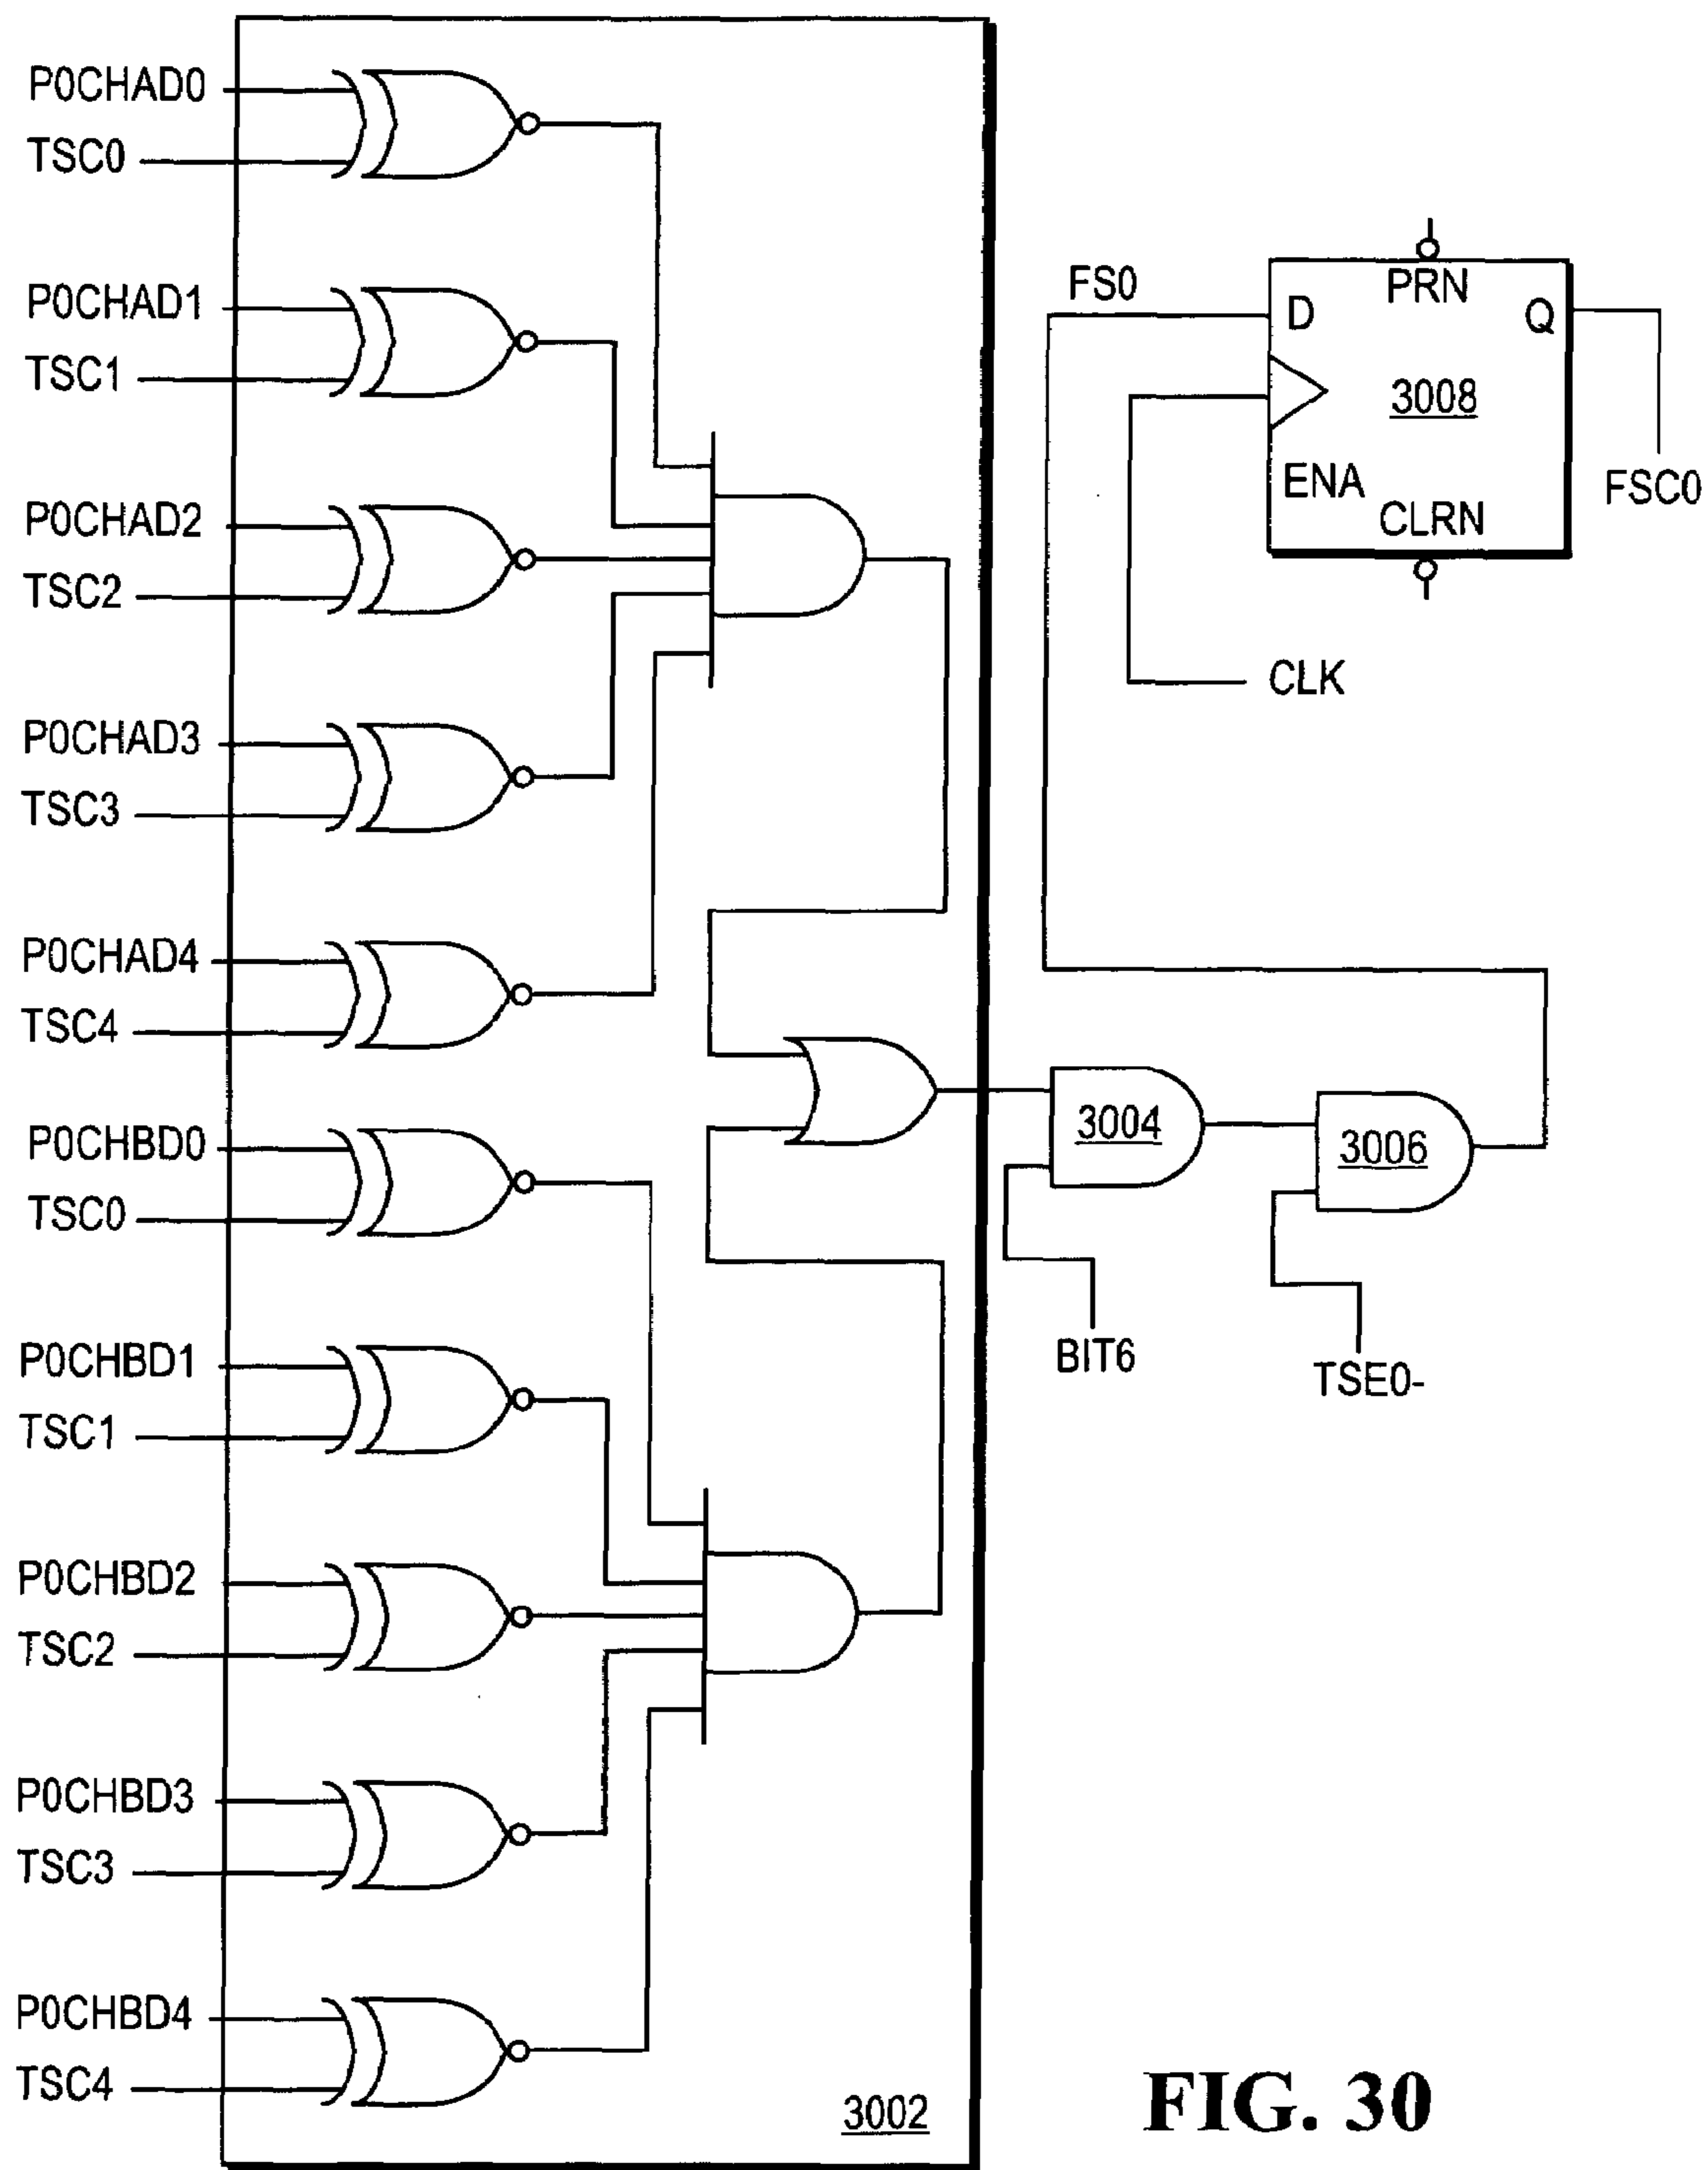 P0CHAD0
TSC0
P0CHAD1
TSC1
P0CHAD2
TSC2
P0CHAD3
TSC3
P0CHAD4
TSC4
P0CHBD0
TSC0
P0CHBD1
TSC1
P0CHBD2
TSC2
P0CHBD3
TSC3
P0CHBD4
TSC4
3002
FS0
PRN
D
Q
3008
ENA
CLRN
FSC0
CLK
3004
3006
BIT6
TSE0-
FIG. 30